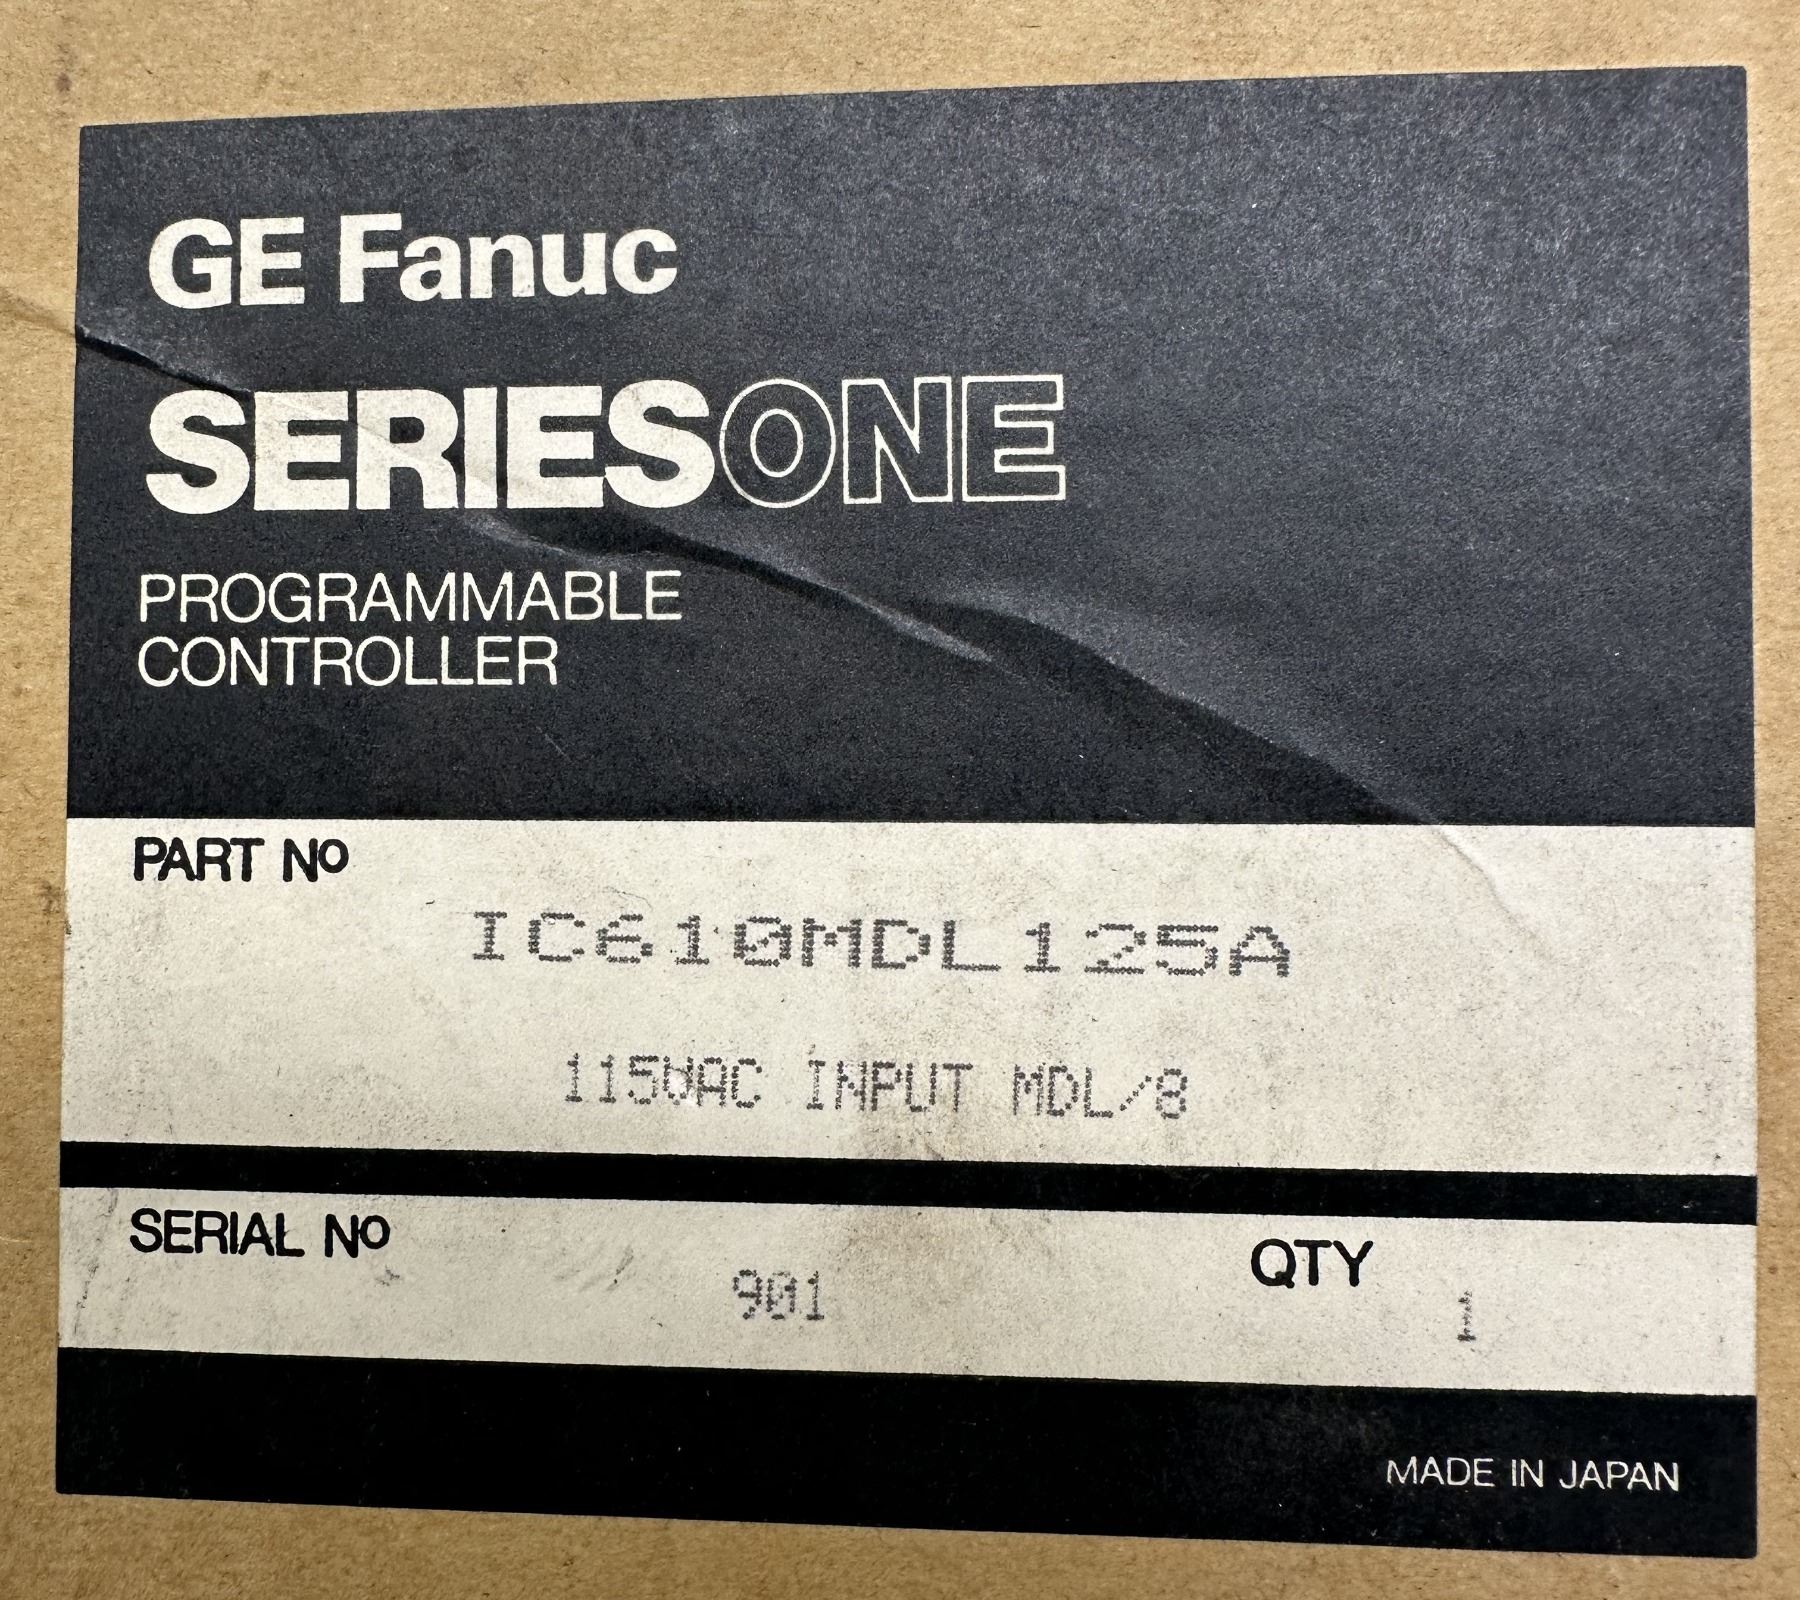 GE Fanuc
SERIESONE
PROGRAMMABLE
CONTROLLER
PART NO
IC610MDL125A
115VAC INPUT MDL/8
SERIAL NO
QTY
901
1
MADE IN JAPAN